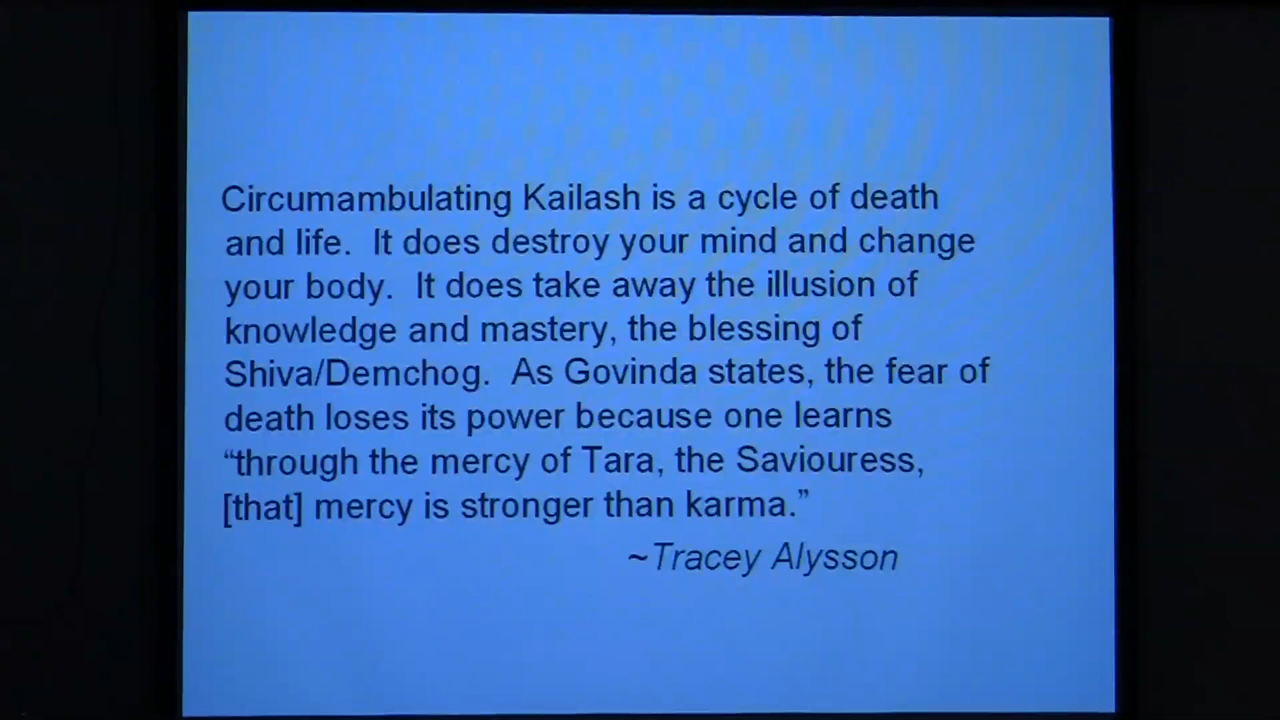 Circumambulating Kailash is a cycle of death
and life.  It does destroy your mind and change
your body.  It does take away the illusion of
knowledge and mastery, the blessing of
Shiva/Demchog.  As Govinda states, the fear of
death loses its power because one learns
“through the mercy of Tara, the Saviouress,
[that] mercy is stronger than karma.”
~Tracey Alysson